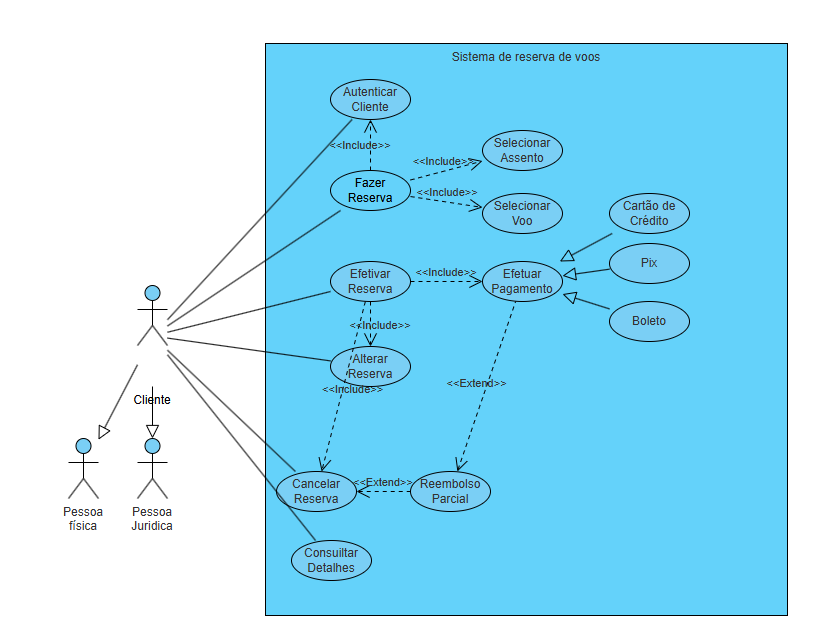 Sistema de reserva de voos
Autenticar
Cliente
<<Include>>
Fazer
Reserva
<<Include>>
Selecionar
Assento
<<Include>>
Selecionar
Voo
Cartão de
Crédito
Pix
Boleto
Efetivar
Reserva
<<Include>>
Efetuar
Pagamento
<<Include>>
Alterar
Reserva
<<Include>>
<<Extend>>
Cancelar
Reserva
<<Extend>>
Reembolso
Parcial
Consuiltar
Detalhes
Cliente
Pessoa
física
Pessoa
Juridica